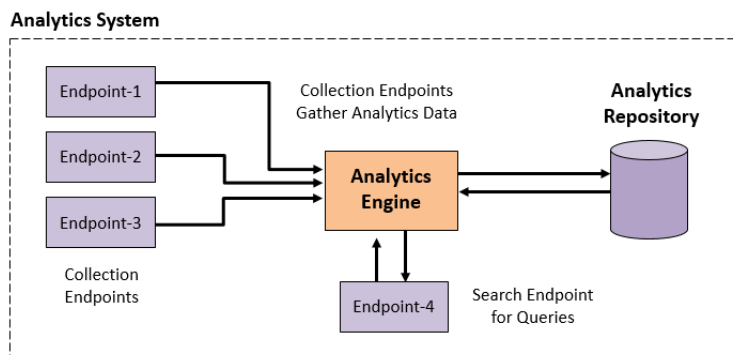 Analytics System
Endpoint-1
Endpoint-2
Endpoint-3
Collection
Endpoints
Collection Endpoints
Gather Analytics Data
Analytics
Engine
Analytics
Repository
Endpoint-4
Search Endpoint
for Queries